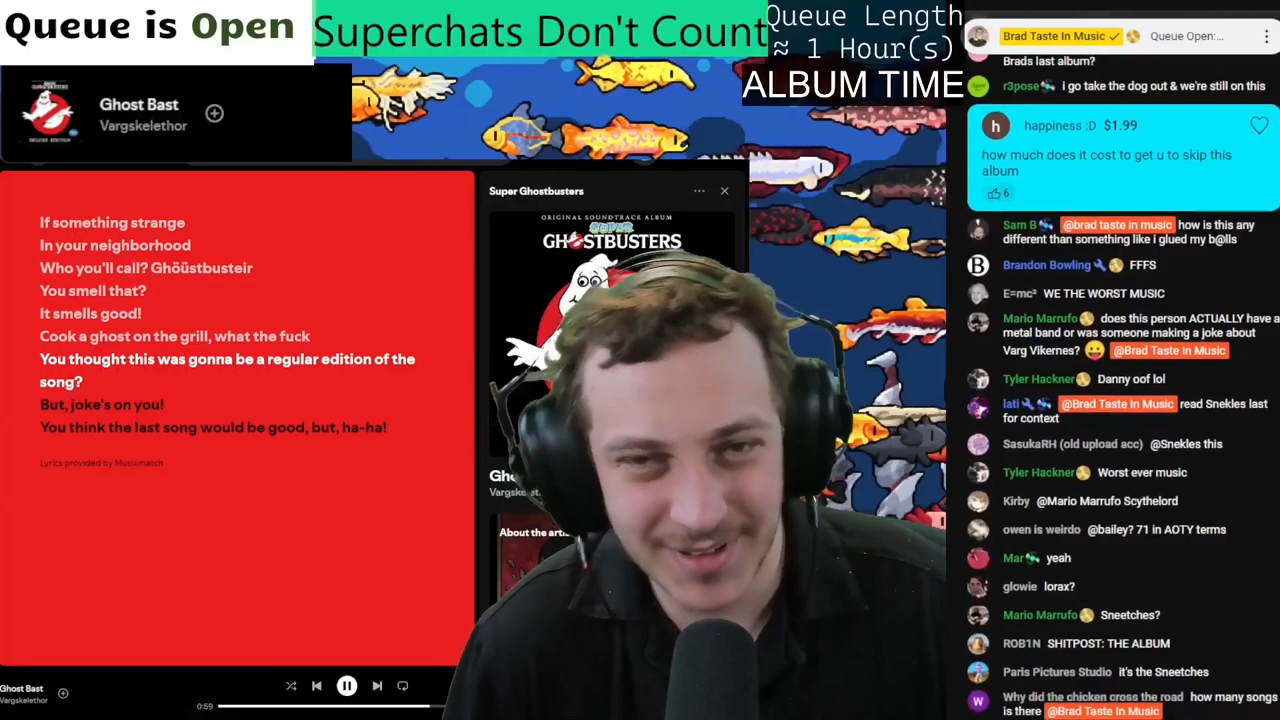 Queue is Open
Superchats Don't Count
Queue Length
≈ 1 Hour(s)
ALBUM TIME
Ghost Bast
Vargskelethor
If something strange
In your neighborhood
Who you'll call? Ghöüstbusteir
You smell that?
It smells good!
Cook a ghost on the grill, what the fuck
You thought this was gonna be a regular edition of the
song?
But, joke's on you!
You think the last song would be good, but, ha-ha!
Lyrics provided by Musixmatch
Super Ghostbusters
ORIGINAL SOUNDTRACK ALBUM
SUPER
GHOSTBUSTERS
About the
Ghost Bast
Vargskelethor
0:59
Brad Taste In Music
Queue Open:...
Brads last album?
r3pose I go take the dog out & we're still on this
h
happiness :D $1.99
how much does it cost to get u to skip this
album
6
Sam B @brad taste in music how is this any
different than something like I glued my b@lls
B
Brandon Bowling FFFS
E=mc² WE THE WORST MUSIC
Mario Marrufo does this person ACTUALLY have a
metal band or was someone making a joke about
Varg Vikernes? @Brad Taste In Music
Tyler Hackner Danny oof lol
lati @Brad Taste In Music read Snekles last
for context
SasukaRH (old upload acc) @Snekles this
Tyler Hackner Worst ever music
Kirby @Mario Marrufo Scythelord
owen is weirdo @bailey? 71 in AOTY terms
Mar yeah
glowie lorax?
Mario Marrufo Sneetches?
ROB1N SHITPOST: THE ALBUM
Paris Pictures Studio it's the Sneetches
W
Why did the chicken cross the road how many songs
is there @Brad Taste In Music